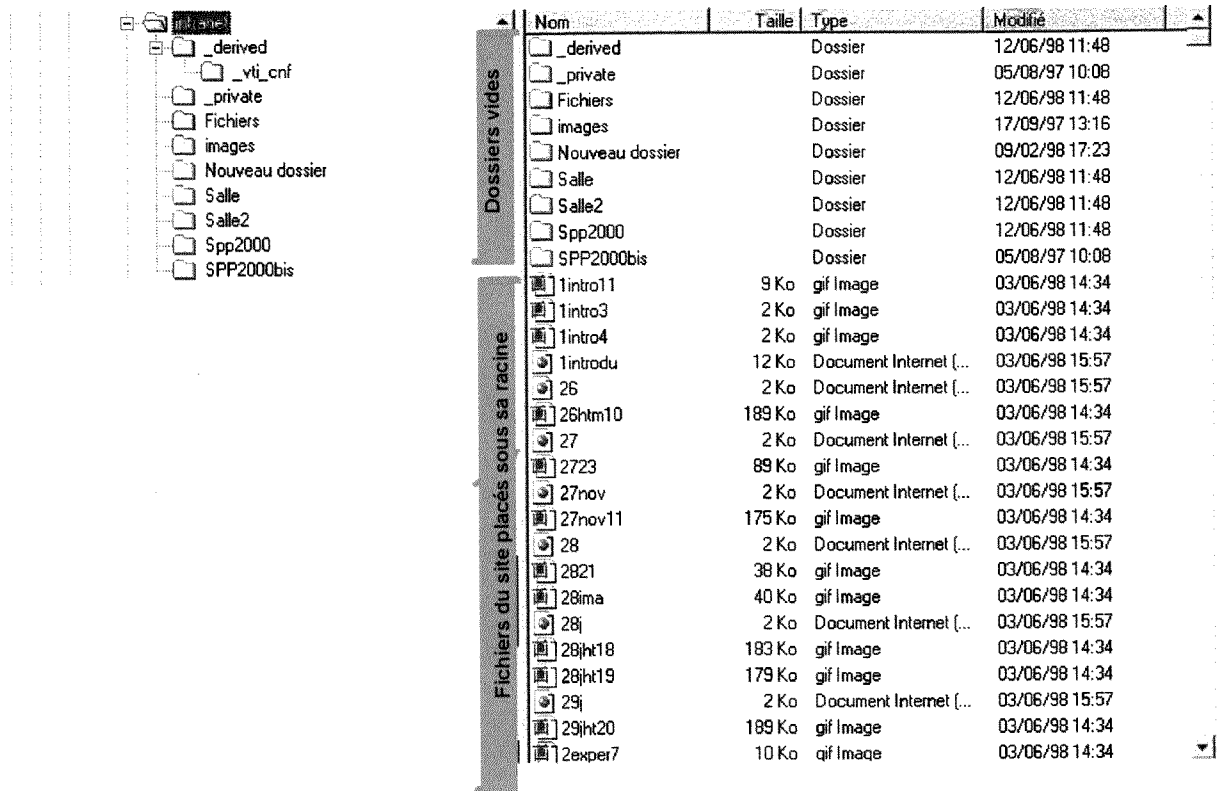 _derived
_vti_cnf
_private
Fichiers
images
Nouveau dossier
Salle
Salle2
Spp2000
SPP2000bis
Dossiers vides
Fichiers du site placés sous sa racine
Nom Taille Type Modifié
_derived Dossier 12/06/98 11:48
_private Dossier 05/08/97 10:08
Fichiers Dossier 12/06/98 11:48
images Dossier 17/09/97 13:16
Nouveau dossier Dossier 09/02/98 17:23
Salle Dossier 12/06/98 11:48
Salle2 Dossier 12/06/98 11:48
Spp2000 Dossier 12/06/98 11:48
SPP2000bis Dossier 05/08/97 10:08
1intro11 9 Ko gif Image 03/06/98 14:34
1intro3 2 Ko gif Image 03/06/98 14:34
1intro4 2 Ko gif Image 03/06/98 14:34
1introdu 12 Ko Document Internet (... 03/06/98 15:57
26 2 Ko Document Internet (... 03/06/98 15:57
26htm10 189 Ko gif Image 03/06/98 14:34
27 2 Ko Document Internet (... 03/06/98 15:57
2723 89 Ko gif Image 03/06/98 14:34
27nov 2 Ko Document Internet (... 03/06/98 15:57
27nov11 175 Ko gif Image 03/06/98 14:34
28 2 Ko Document Internet (... 03/06/98 15:57
2821 38 Ko gif Image 03/06/98 14:34
28ima 40 Ko gif Image 03/06/98 14:34
28j 2 Ko Document Internet (... 03/06/98 15:57
28jht18 183 Ko gif Image 03/06/98 14:34
28jht19 179 Ko gif Image 03/06/98 14:34
29j 2 Ko Document Internet (... 03/06/98 15:57
29jht20 189 Ko gif Image 03/06/98 14:34
2exper7 10 Ko gif Image 03/06/98 14:34